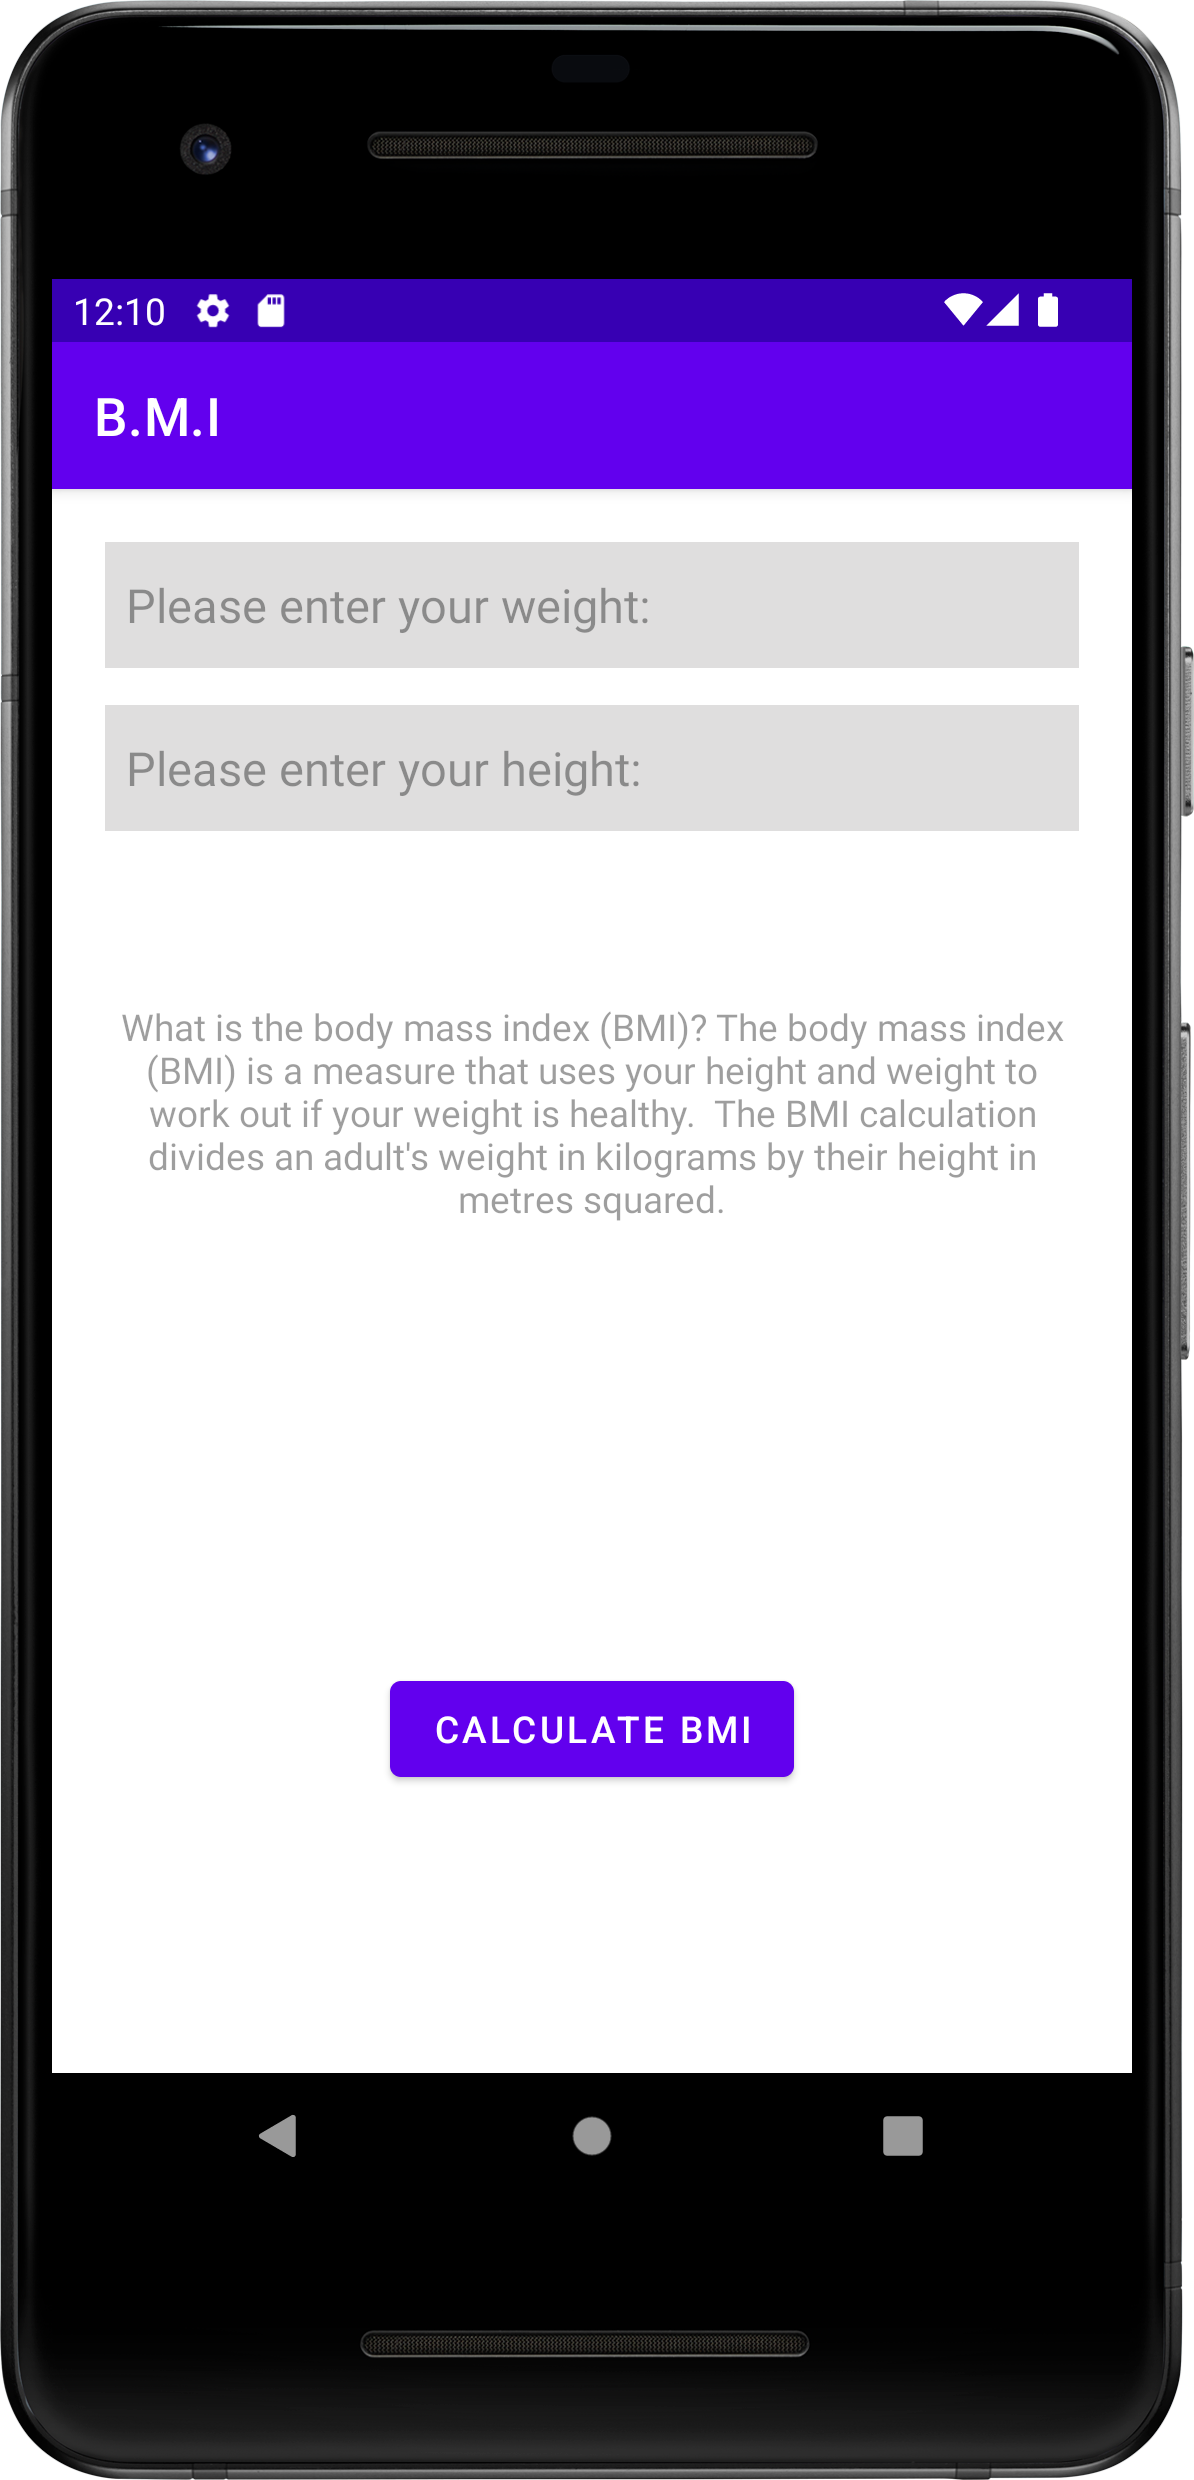 12:10
B.M.I
Please enter your weight:
Please enter your height:
What is the body mass index (BMI)? The body mass index
(BMI) is a measure that uses your height and weight to
work out if your weight is healthy.  The BMI calculation
divides an adult's weight in kilograms by their height in
metres squared.
CALCULATE BMI